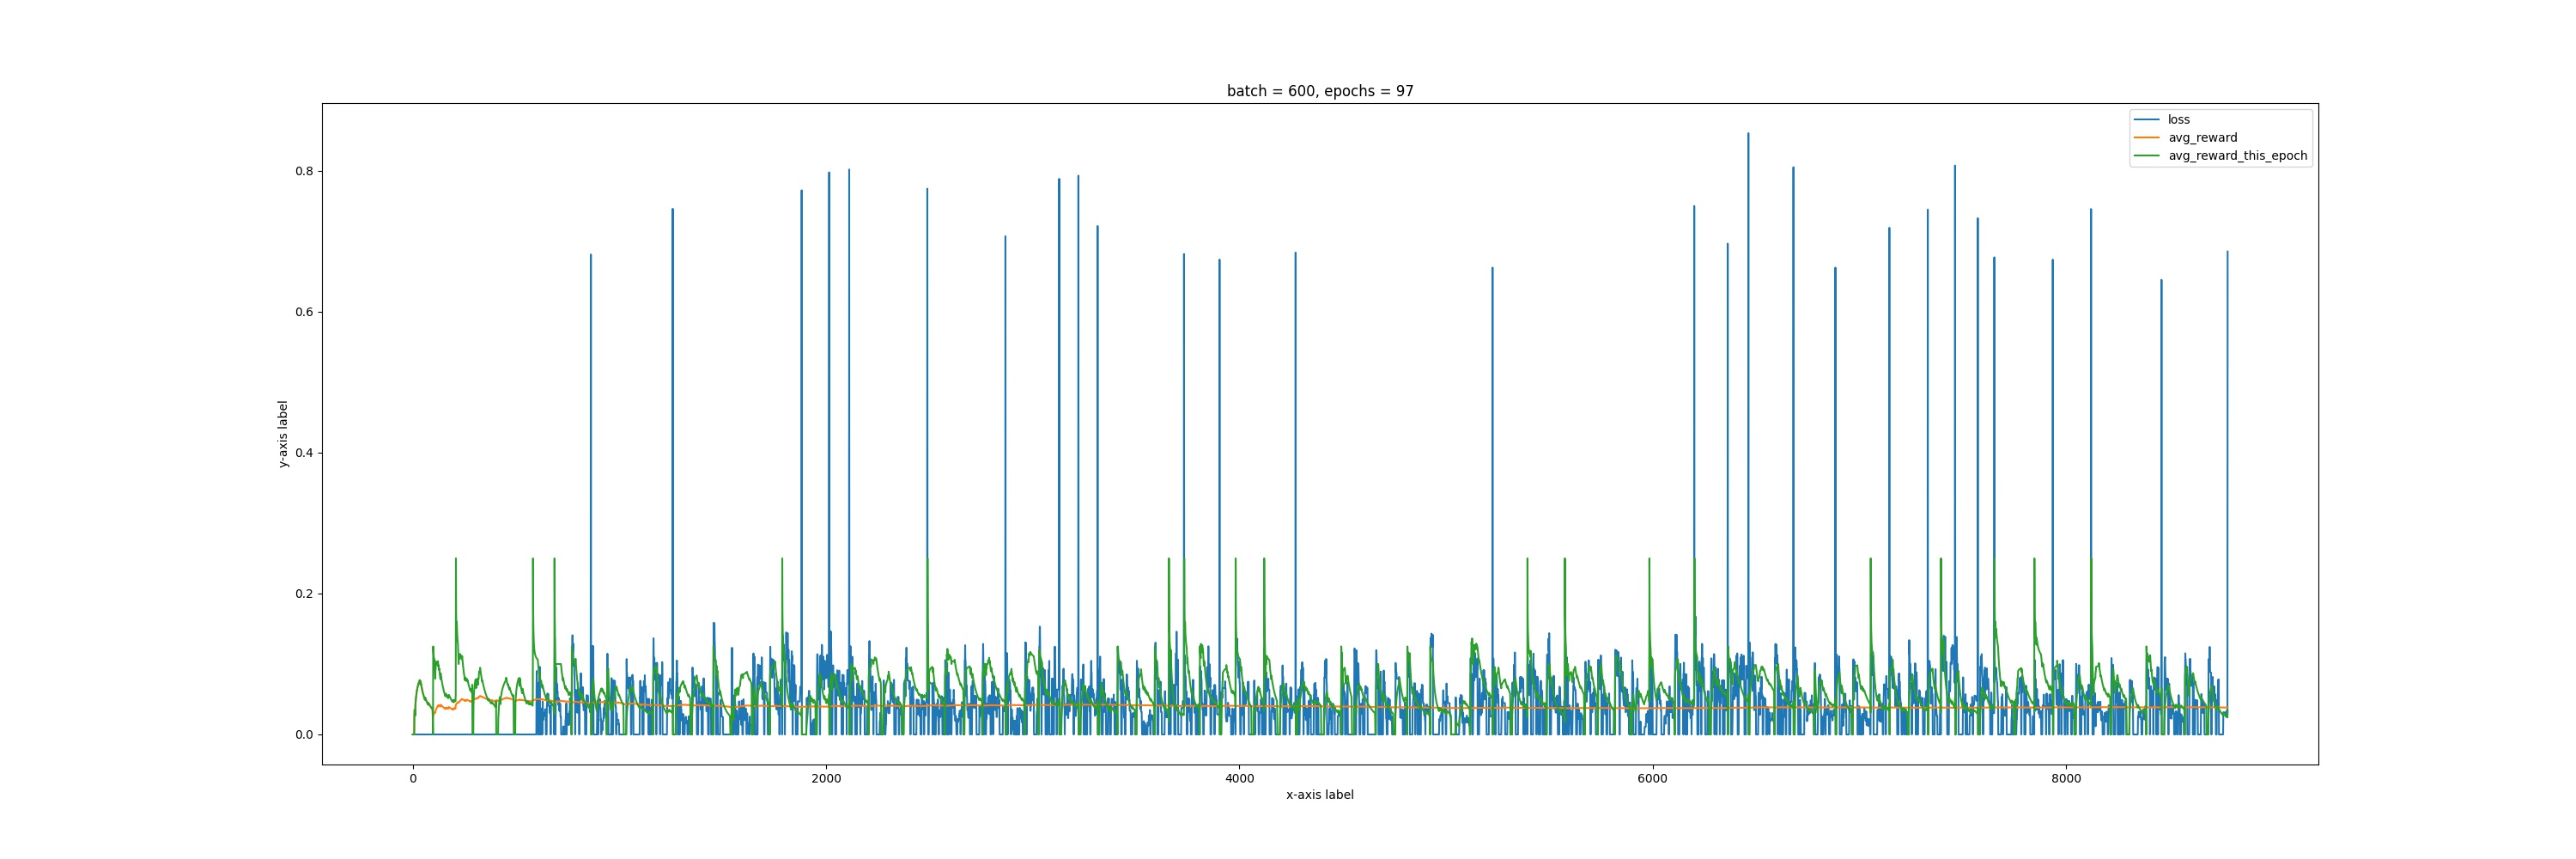 batch = 600, epochs = 97
loss
avg_reward
avg_reward_this_epoch
0.8
0.6
0.4
0.2
0.0
y-axis label
0 2000 4000 6000 8000
x-axis label